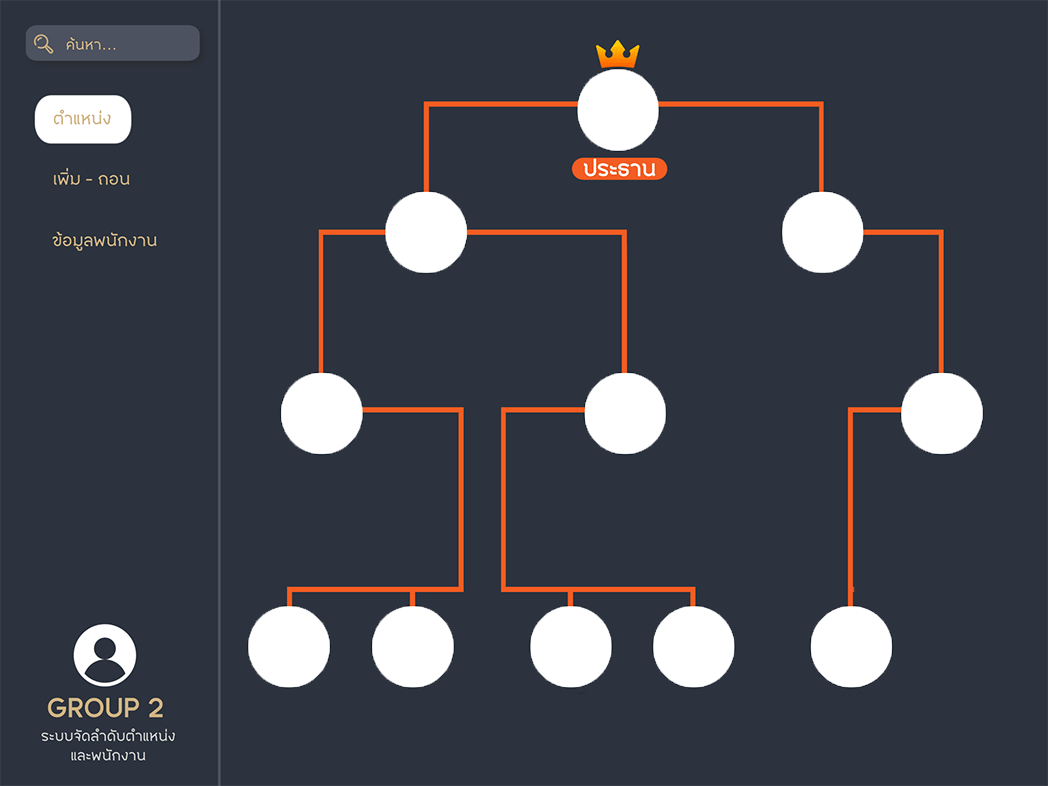 ค้นหา...
ตำแหน่ง
เพิ่ม - ถอน
ข้อมูลพนักงาน
ประธาน
GROUP 2
ระบบจัดลำดับตำแหน่ง
และพนักงาน